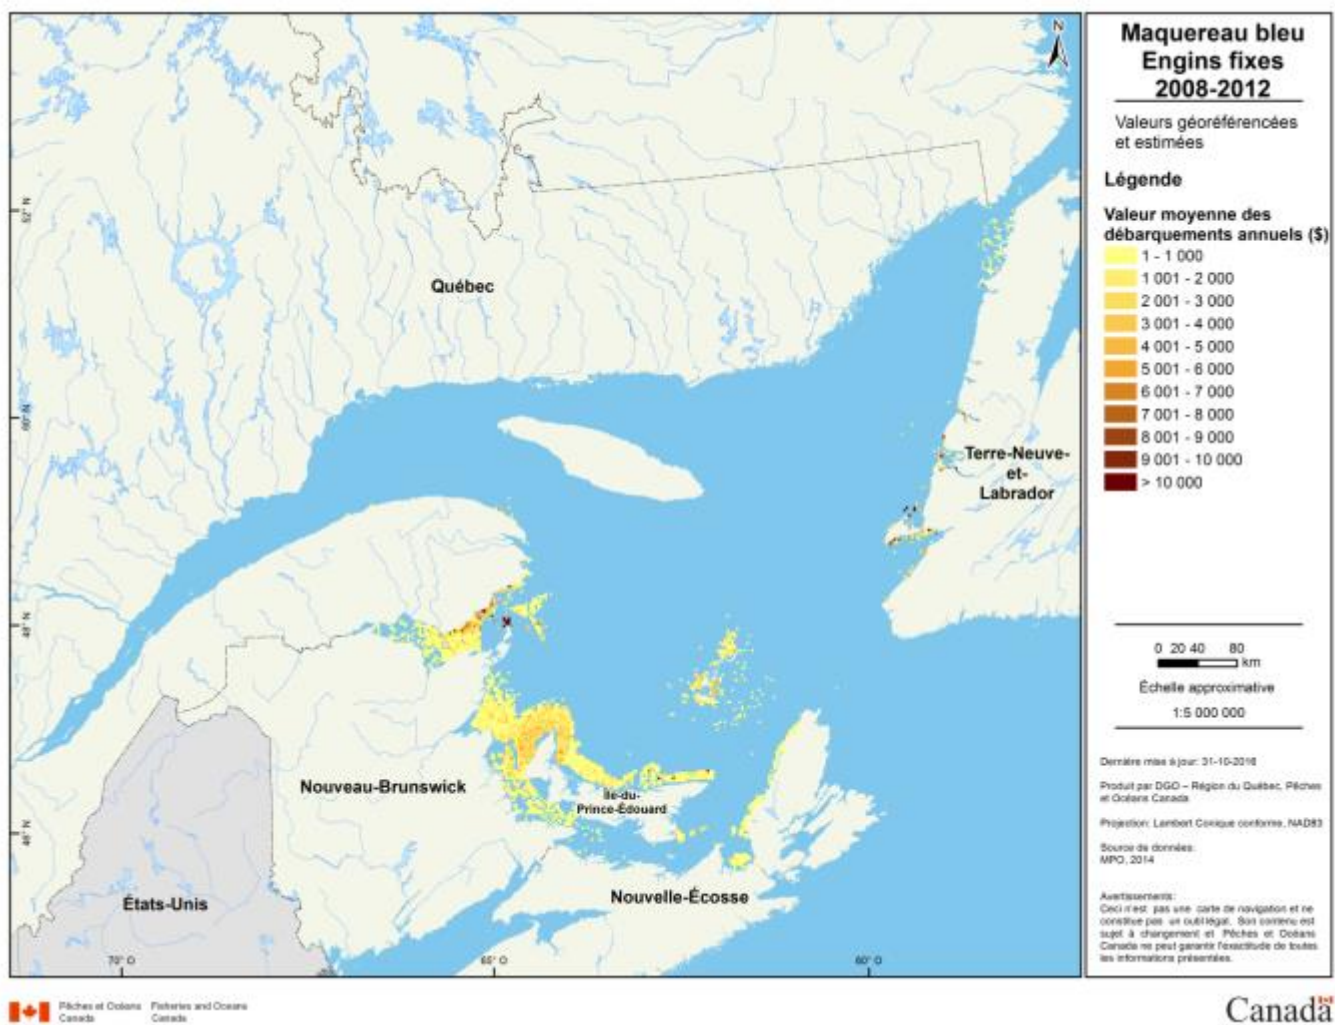 Maquereau bleu
Engins fixes
2008-2012
Valeurs géoréférencées
et estimées
Légende
Valeur moyenne des
débarquements annuels ($)
1 - 1 000
1 001 - 2 000
2 001 - 3 000
3 001 - 4 000
4 001 - 5 000
5 001 - 6 000
6 001 - 7 000
7 001 - 8 000
8 001 - 9 000
9 001 - 10 000
> 10 000
0 20 40 80
km
Échelle approximative
1:5 000 000
Dernière mise à jour: 31-10-2016
Produit par DGO – Région du Québec, Pêches
et Océans Canada
Projection: Lambert Conique conforme, NAD83
Source de données:
MPO, 2014
Avertissements:
Ceci n'est pas une carte de navigation et ne
constitue pas un outil légal. Son contenu est
sujet à changement et Pêches et Océans
Canada ne peut garantir l'exactitude de toutes
les informations présentées.
N
52° N
50° N
48° N
46° N
70° O
65° O
60° O
Québec
Terre-Neuve-
et-
Labrador
Nouveau-Brunswick
Île-du-
Prince-Édouard
Nouvelle-Écosse
États-Unis
Pêches et Océans
Canada
Fisheries and Oceans
Canada
Canada